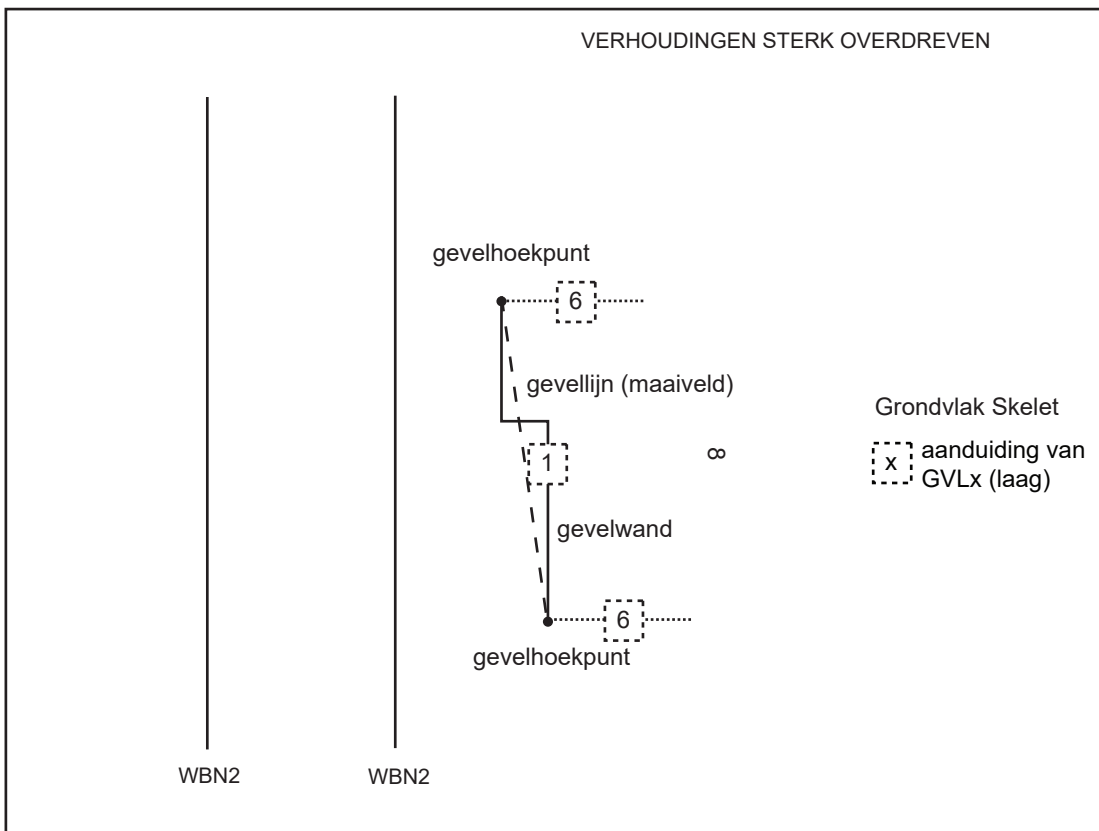 VERHOUDINGEN STERK OVERDREVEN
gevelhoekpunt
6
gevellijn (maaiveld)
Grondvlak Skelet
1
∞
x
aanduiding van
GVLx (laag)
gevelwand
6
gevelhoekpunt
WBN2
WBN2